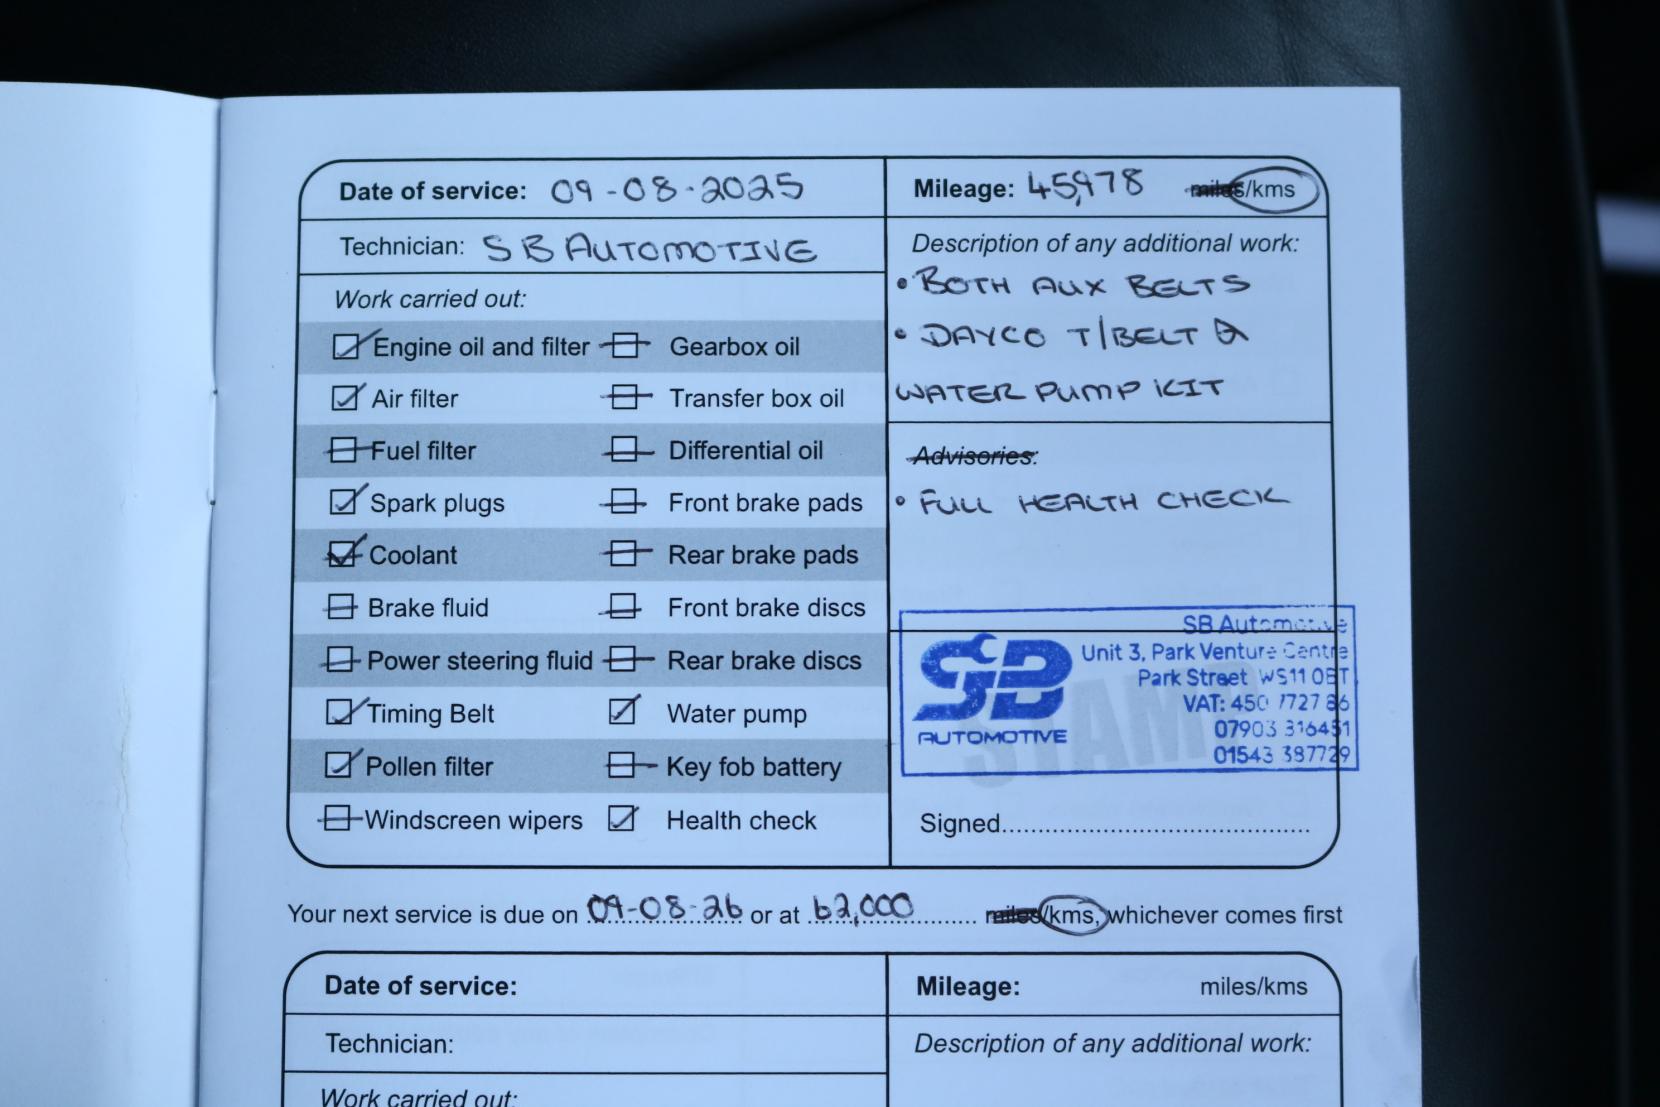 Date of service: 09-08-2025
Mileage: 45,978 miles/kms
Technician: SB AUTOMOTIVE
Description of any additional work:
• BOTH AUX BELTS
• DAYCO T/BELT &
WATER PUMP KIT
Work carried out:
Engine oil and filter Gearbox oil
Air filter Transfer box oil
Fuel filter Differential oil
Spark plugs Front brake pads
Coolant Rear brake pads
Brake fluid Front brake discs
Power steering fluid Rear brake discs
Timing Belt Water pump
Pollen filter Key fob battery
Windscreen wipers Health check
Advisories:
• FULL HEALTH CHECK
SB Automotive
Unit 3, Park Venture Centre
Park Street WS11 0BT
VAT: 450 7727 86
07903 316451
01543 387729
SB
AUTOMOTIVE
STAMP
Signed
Your next service is due on 09-08-26 or at 62,000 miles/kms, whichever comes first
Date of service:
Mileage: miles/kms
Technician:
Description of any additional work:
Work carried out: